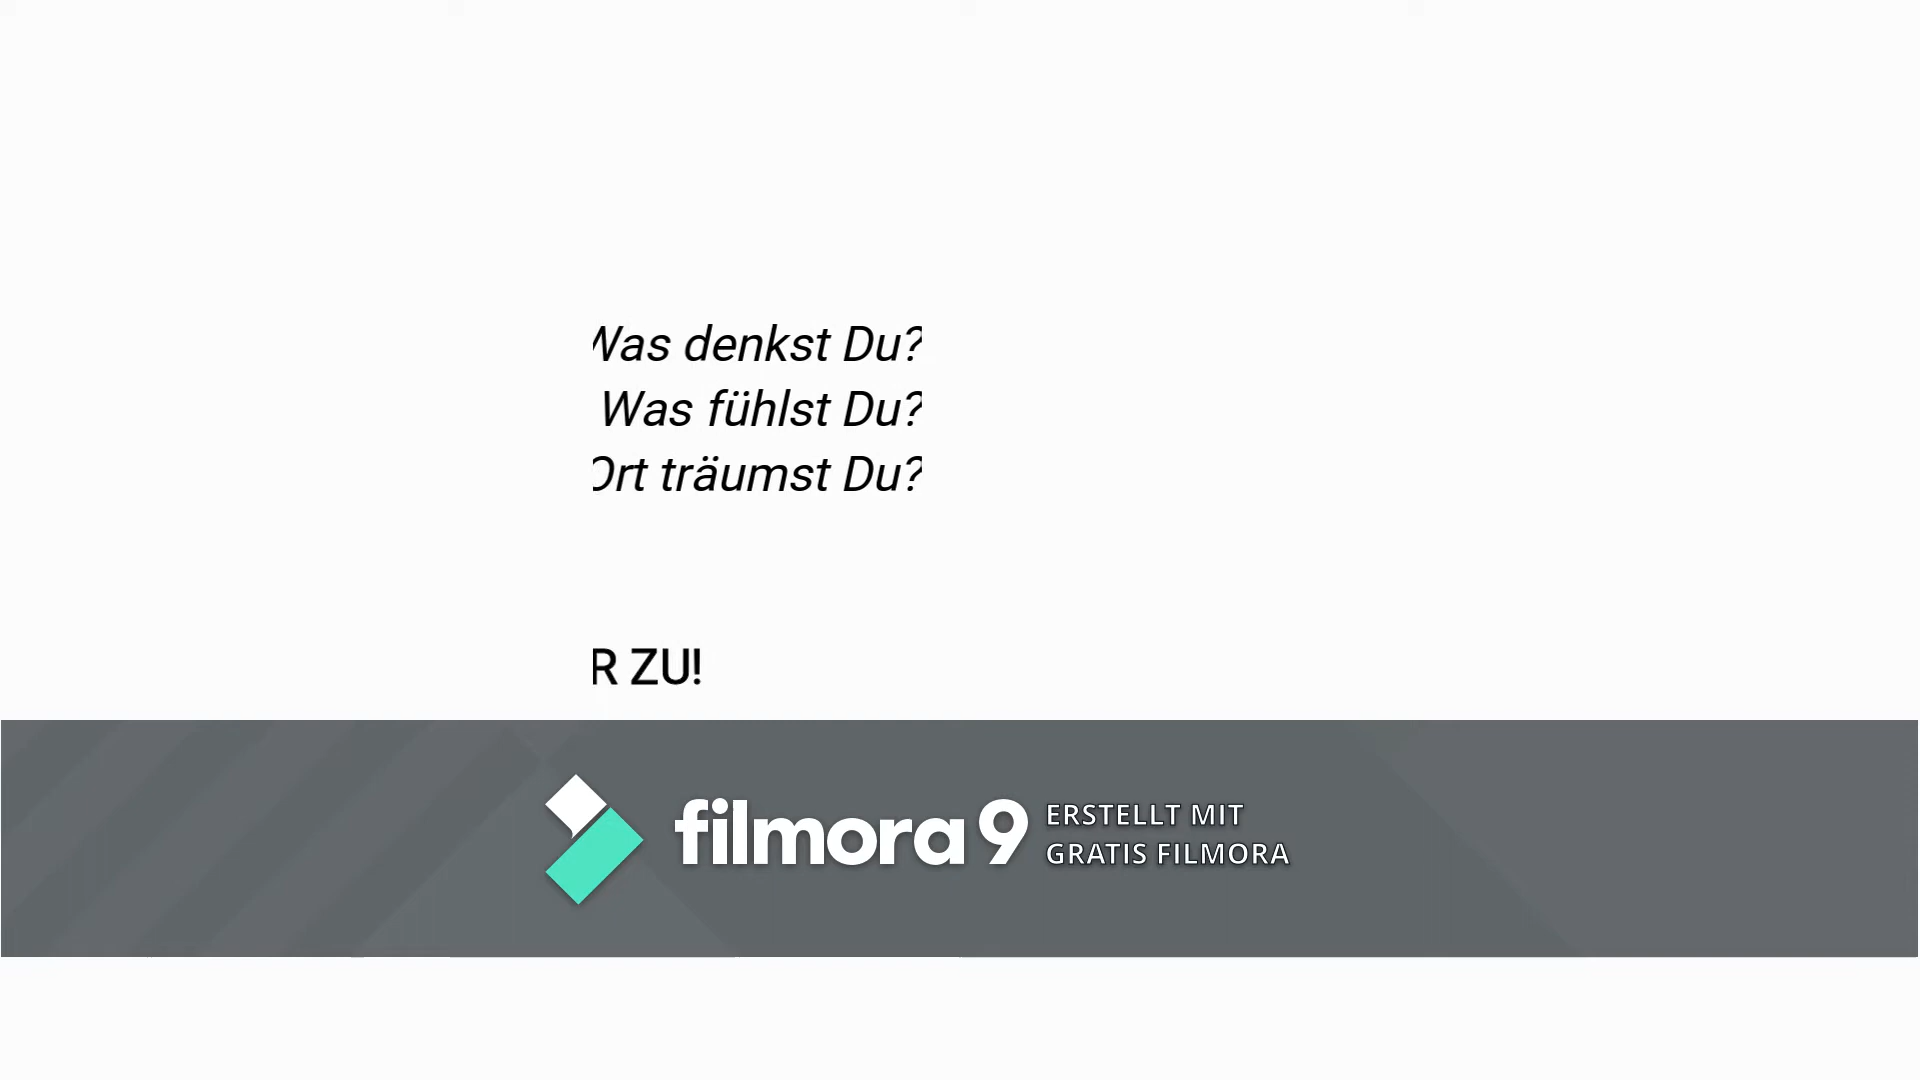 Was denkst Du?
Was fühlst Du?
Ort träumst Du?
R ZU!
filmora 9
ERSTELLT MIT
GRATIS FILMORA